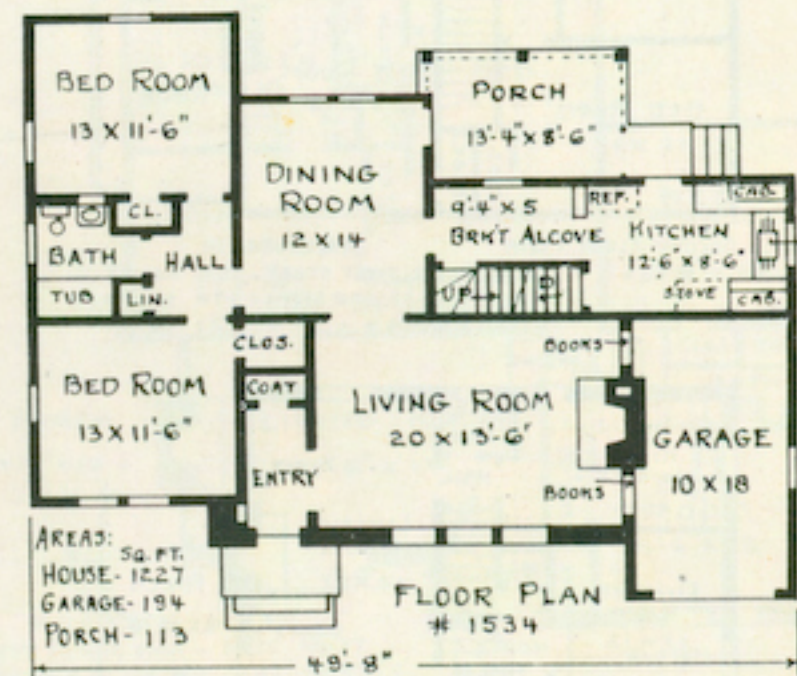 BED ROOM
13 X 11'-6"
PORCH
13'-4" X 8'-6"
DINING
ROOM
12 X 14
CL.
BATH
HALL
TUB
LIN.
9'-4" X 5
BRK'T ALCOVE
REF.
CAB.
KITCHEN
12'-6" X 8'-6"
STOVE
CAB.
UP
D
CLOS.
COAT
BED ROOM
13 X 11'-6"
LIVING ROOM
20 X 13'-6"
BOOKS
BOOKS
GARAGE
10 X 18
ENTRY
AREAS:
SQ. FT.
HOUSE - 1227
GARAGE - 194
PORCH - 113
FLOOR PLAN
# 1534
49'-8"